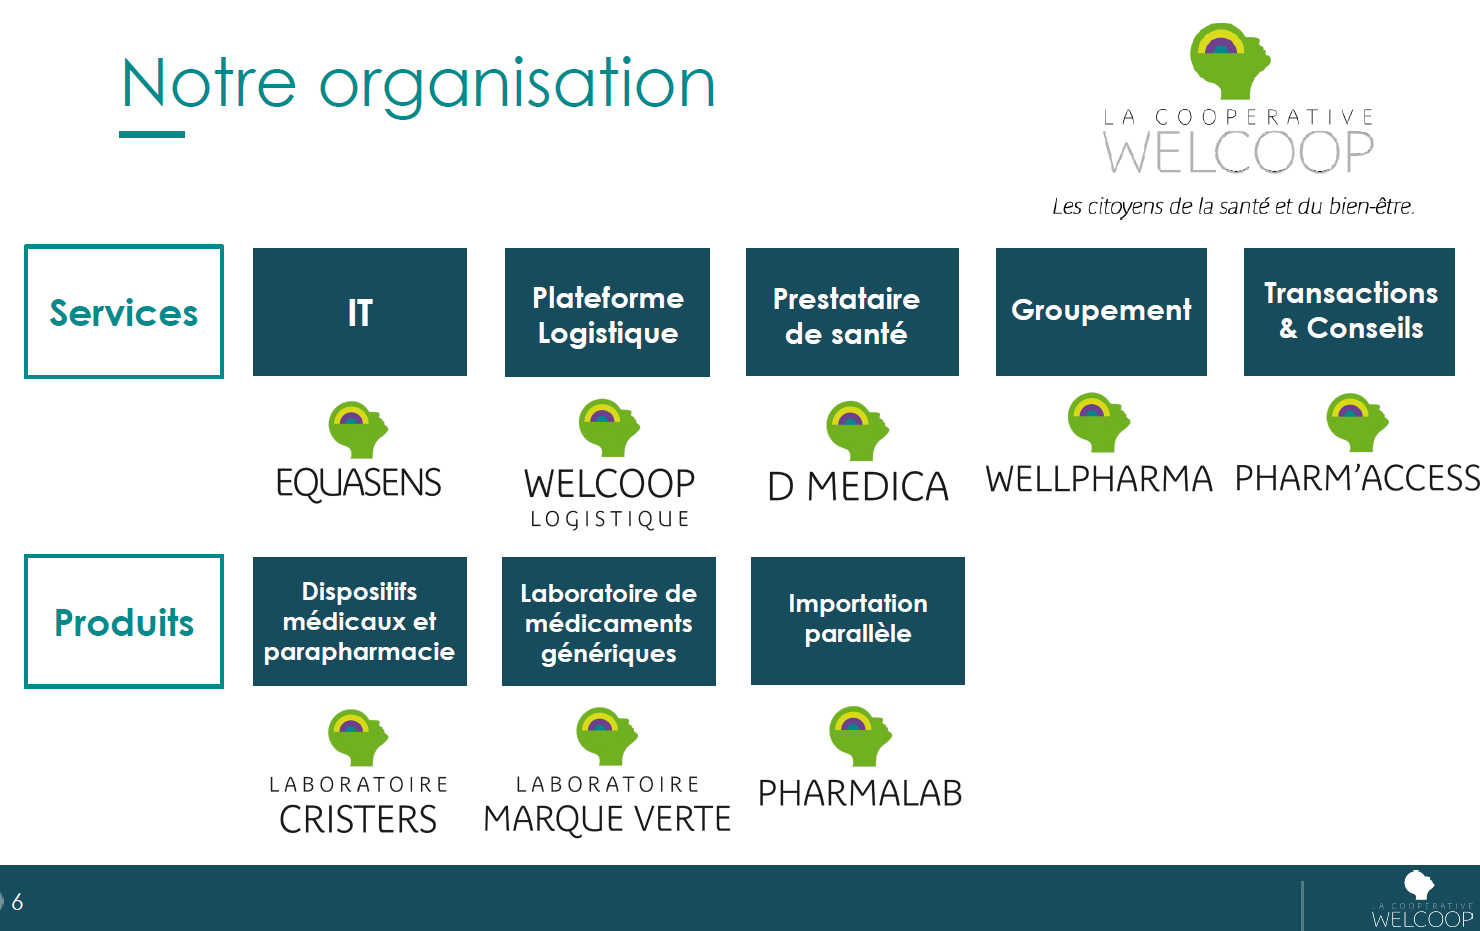 Notre organisation
LA COOPERATIVE
WELCOOP
Les citoyens de la santé et du bien-être.
Services
IT
Plateforme
Logistique
Prestataire
de santé
Groupement
Transactions
& Conseils
EQUASENS
WELCOOP
LOGISTIQUE
D MEDICA
WELLPHARMA
PHARM'ACCESS
Produits
Dispositifs
médicaux et
parapharmacie
Laboratoire de
médicaments
génériques
Importation
parallèle
LABORATOIRE
CRISTERS
LABORATOIRE
MARQUE VERTE
PHARMALAB
6
LA COOPERATIVE
WELCOOP